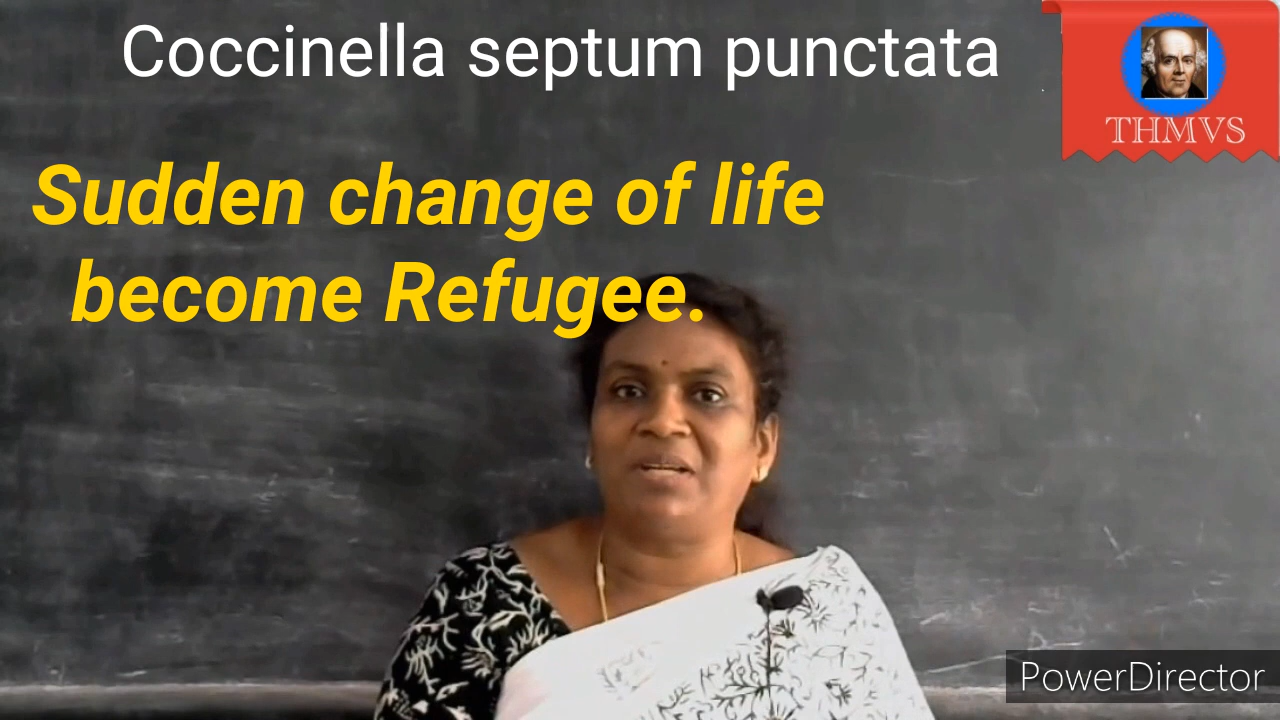 Coccinella septum punctata
THMVS
Sudden change of life
become Refugee.
PowerDirector